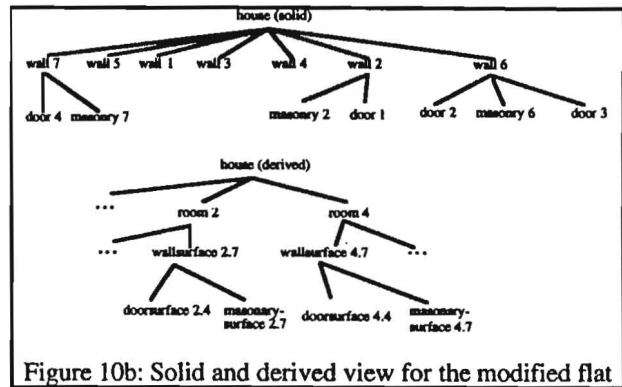 house (solid)
wall 7 wall 5 wall 1 wall 3 wall 4 wall 2 wall 6
door 4 masonry 7 masonry 2 door 1 door 2 masonry 6 door 3
house (derived)
...
room 2 room 4
... wallsurface 2.7 wallsurface 4.7 ...
doorsurface 2.4 masonary- doorsurface 4.4 masonary-
surface 2.7 surface 4.7
Figure 10b: Solid and derived view for the modified flat